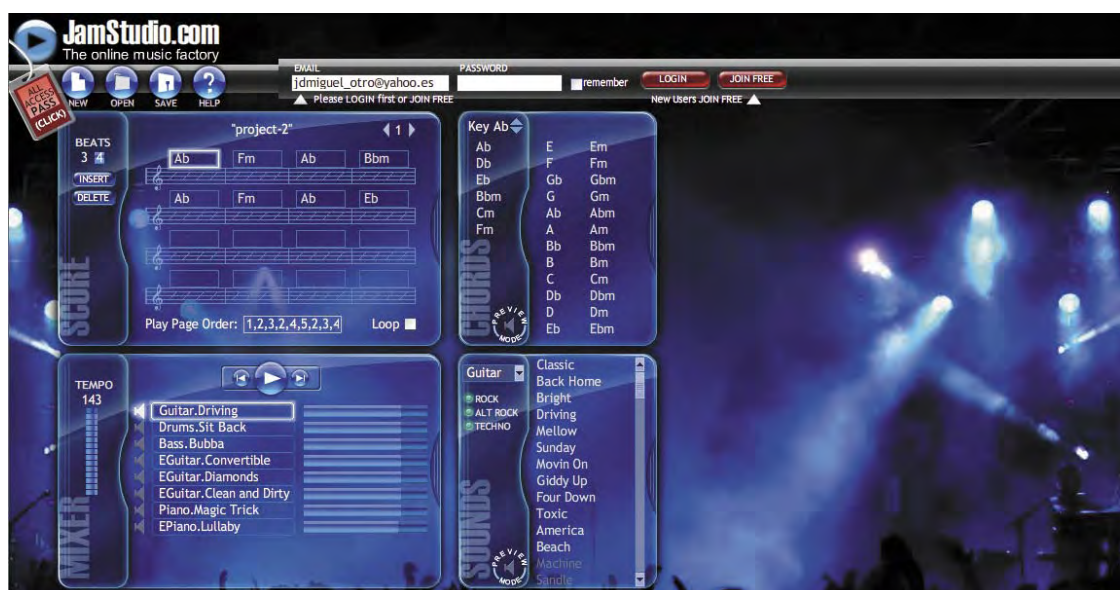 JamStudio.com
The online music factory
ALL
ACCESS
PASS
(CLICK)
NEW OPEN SAVE HELP
EMAIL PASSWORD
jdmiguel_otro@yahoo.es remember LOGIN JOIN FREE
Please LOGIN first or JOIN FREE New Users JOIN FREE
BEATS
3 4
INSERT
DELETE
SCORE
"project-2" 1
Ab Fm Ab Bbm
Ab Fm Ab Eb
Play Page Order: 1,2,3,2,4,5,2,3,4 Loop
Key Ab
Ab
Db
Eb
Bbm
Cm
Fm
CHORDS
PREVIEW
MODE
E Em
F Fm
Gb Gbm
G Gm
Ab Abm
A Am
Bb Bbm
B Bm
C Cm
Db Dbm
D Dm
Eb Ebm
TEMPO
143
MIXER
Guitar.Driving
Drums.Sit Back
Bass.Bubba
EGuitar.Convertible
EGuitar.Diamonds
EGuitar.Clean and Dirty
Piano.Magic Trick
EPiano.Lullaby
Guitar
ROCK
ALT ROCK
TECHNO
SOUNDS
PREVIEW
MODE
Classic
Back Home
Bright
Driving
Mellow
Sunday
Movin On
Giddy Up
Four Down
Toxic
America
Beach
Machine
Sandle